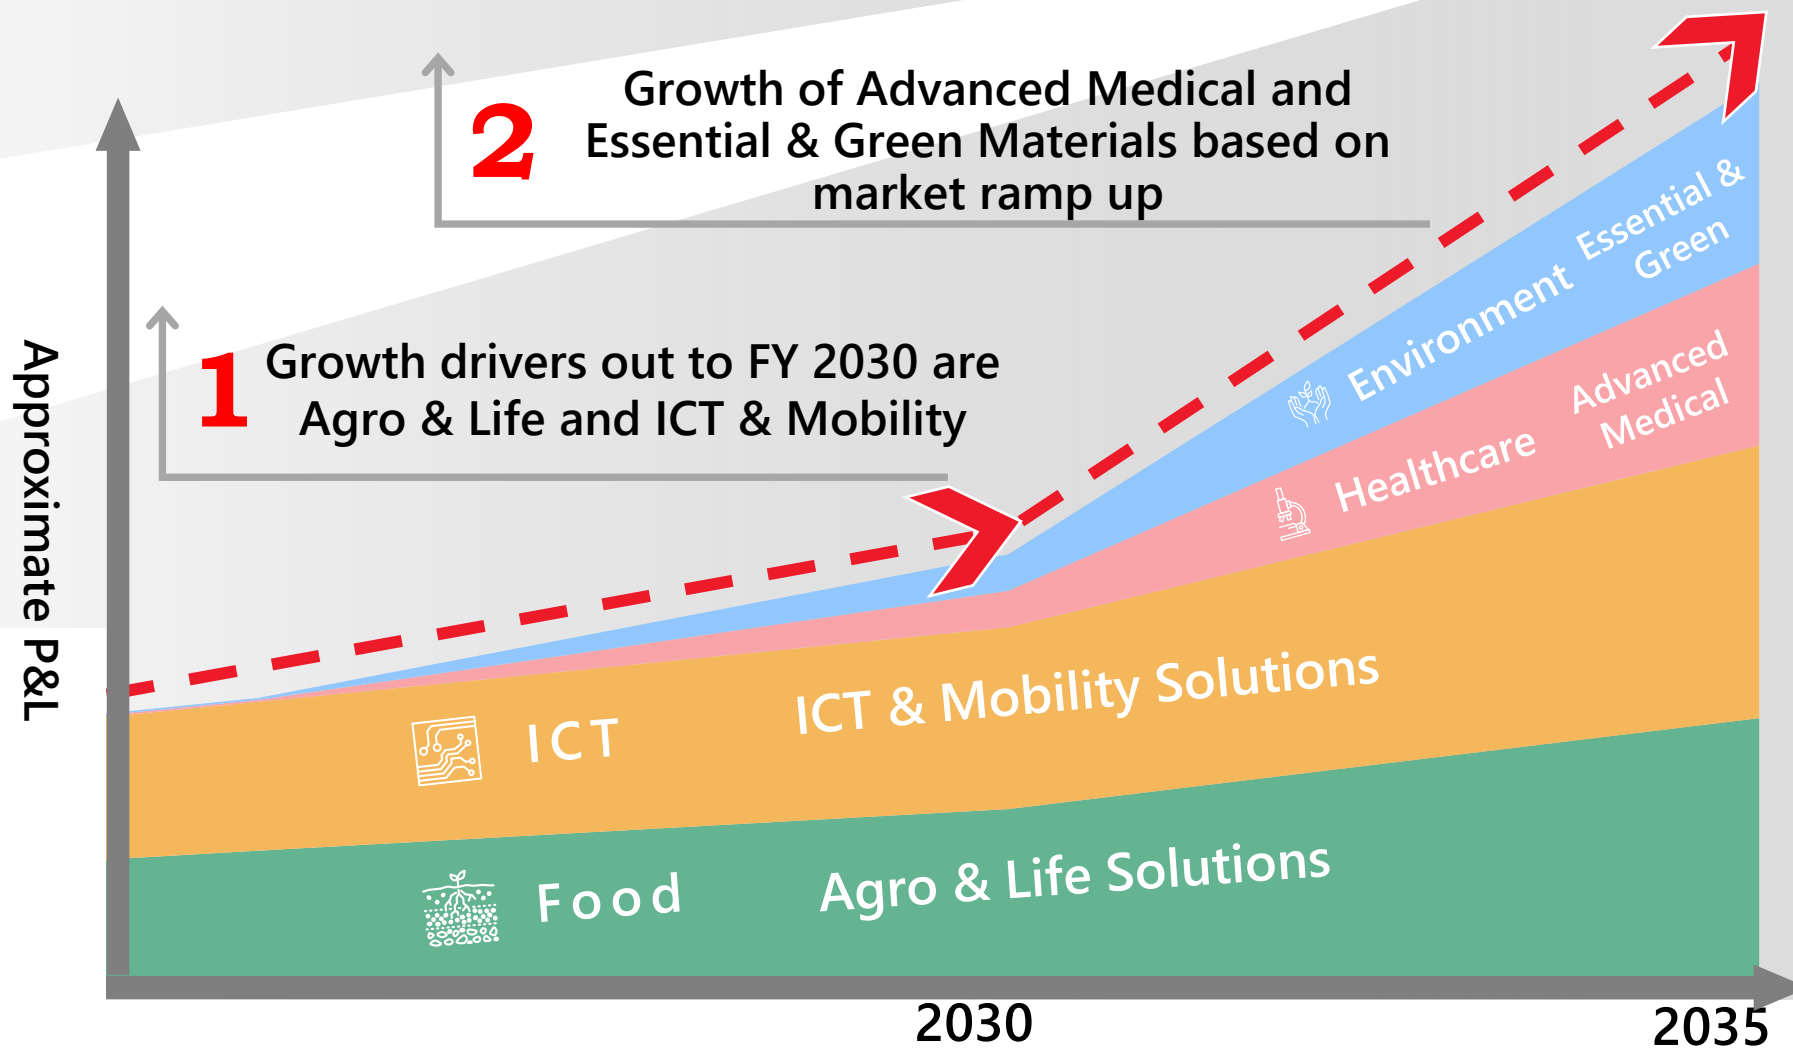 2
Growth of Advanced Medical and
Essential & Green Materials based on
market ramp up
1
Growth drivers out to FY 2030 are
Agro & Life and ICT & Mobility
Approximate P&L
Environment
Essential &
Green
Healthcare
Advanced
Medical
ICT
ICT & Mobility Solutions
Food
Agro & Life Solutions
2030
2035